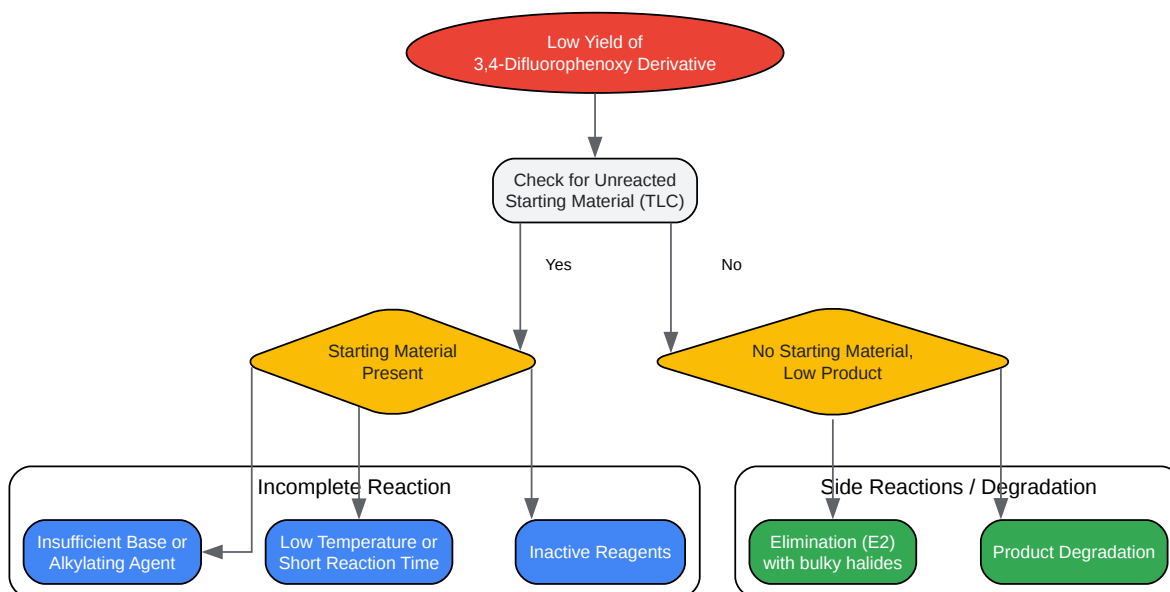 Low Yield of
3,4-Difluorophenoxy Derivative
Check for Unreacted
Starting Material (TLC)
Yes
No
Starting Material
Present
No Starting Material,
Low Product
Incomplete Reaction
Side Reactions / Degradation
Insufficient Base or
Alkylating Agent
Low Temperature or
Short Reaction Time
Inactive Reagents
Elimination (E2)
with bulky halides
Product Degradation